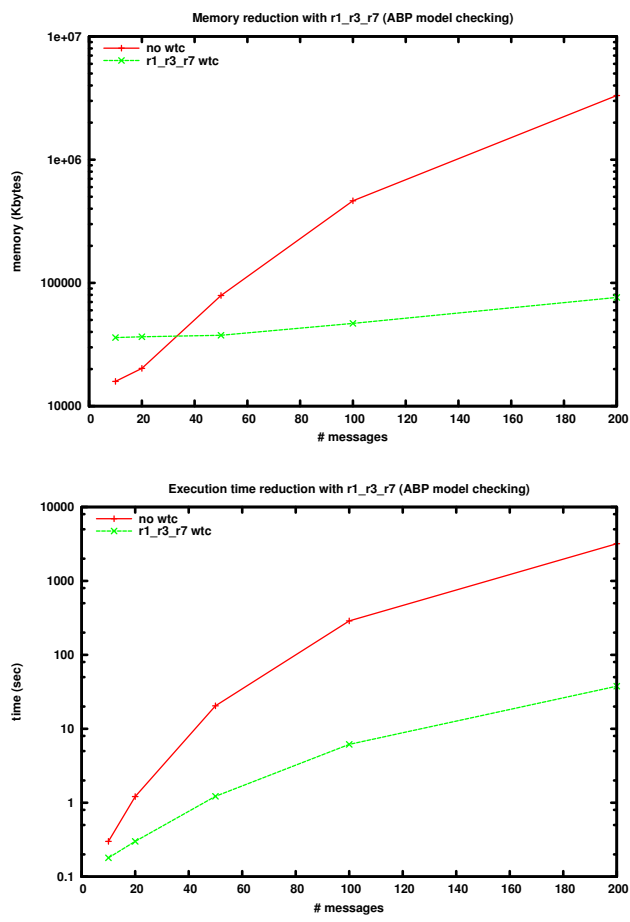 Memory reduction with r1_r3_r7 (ABP model checking)
1e+07
no wtc
r1_r3_r7 wtc
1e+06
memory (Kbytes)
100000
10000
0 20 40 60 80 100 120 140 160 180 200
# messages
Execution time reduction with r1_r3_r7 (ABP model checking)
10000
no wtc
r1_r3_r7 wtc
1000
100
time (sec)
10
1
0.1
0 20 40 60 80 100 120 140 160 180 200
# messages